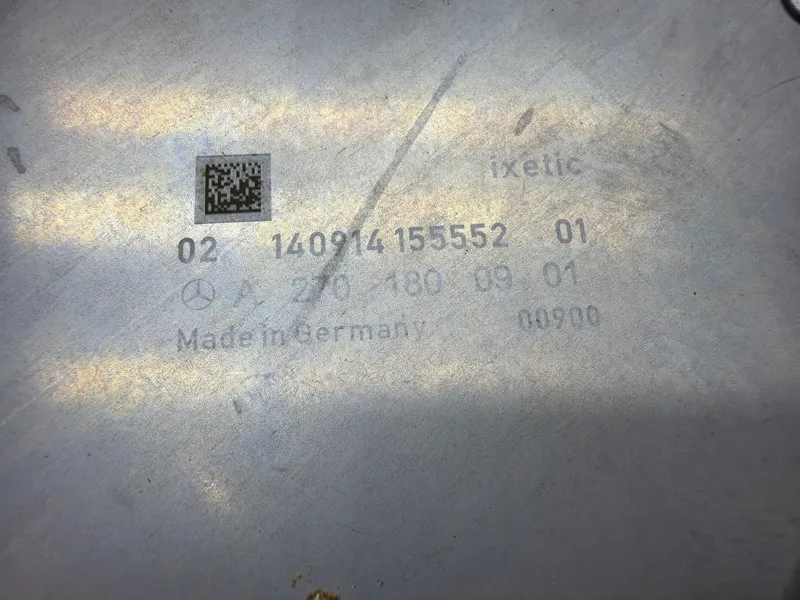 ixetic
02 140914 155552 01
A 270 180 09 01
Made in Germany 00900